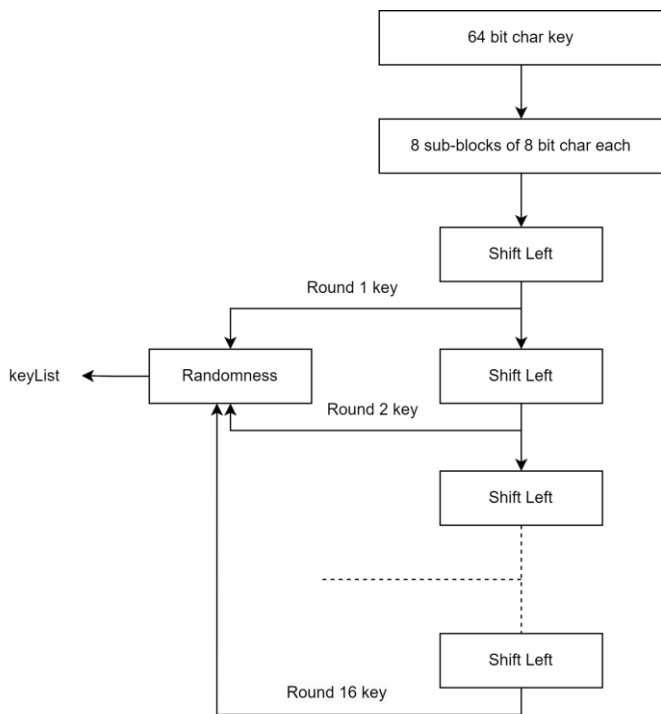 64 bit char key
8 sub-blocks of 8 bit char each
Shift Left
Round 1 key
keyList
Randomness
Shift Left
Round 2 key
Shift Left
Shift Left
Round 16 key